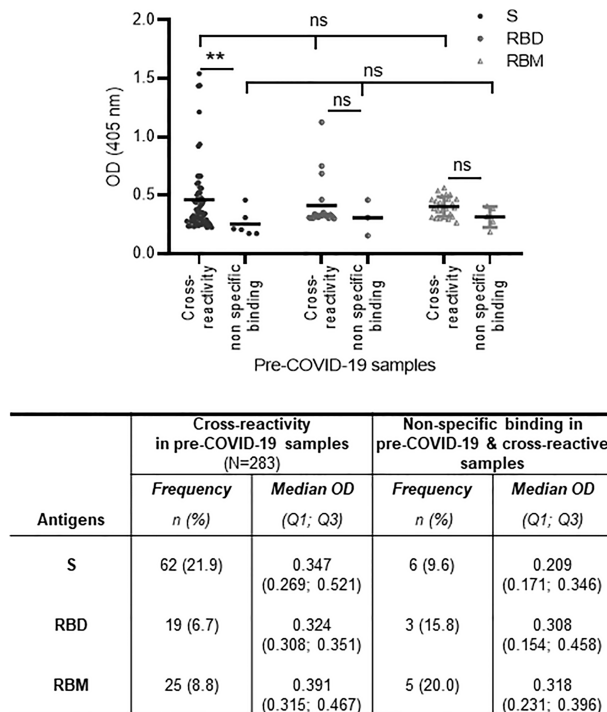 ns
S
RBD
RBM
**
ns
ns
ns
2.0
1.5
1.0
0.5
0.0
OD (405 nm)
Cross-
reactivity
non specific
binding
Cross-
reactivity
non specific
binding
Cross-
reactivity
non specific
binding
Pre-COVID-19 samples
Cross-reactivity
in pre-COVID-19 samples
(N=283)
Non-specific binding in
pre-COVID-19 & cross-reactive
samples
Antigens
Frequency
n (%)
Median OD
(Q1; Q3)
Frequency
n (%)
Median OD
(Q1; Q3)
S 62 (21.9) 0.347 6 (9.6) 0.209
(0.269; 0.521) (0.171; 0.346)
RBD 19 (6.7) 0.324 3 (15.8) 0.308
(0.308; 0.351) (0.154; 0.458)
RBM 25 (8.8) 0.391 5 (20.0) 0.318
(0.315; 0.467) (0.231; 0.396)